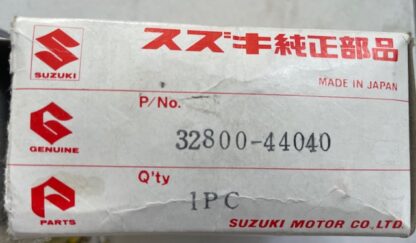 スズキ純正部品
SUZUKI
MADE IN JAPAN
P/No.
32800-44040
GENUINE
Q'ty
1PC
PARTS
SUZUKI MOTOR CO.,LTD